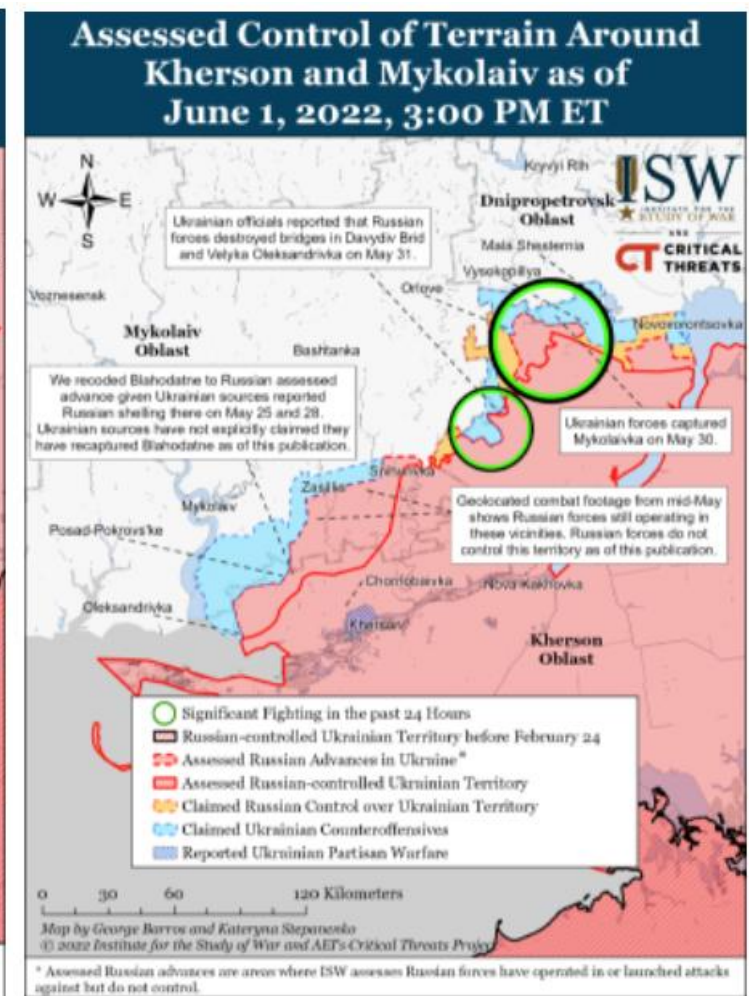 Assessed Control of Terrain Around
Kherson and Mykolaiv as of
June 1, 2022, 3:00 PM ET
N
W E
S
Kryvyi Rih
ISW
INSTITUTE FOR THE
STUDY OF WAR
AND
CT CRITICAL
THREATS
Dnipropetrovsk
Oblast
Ukrainian officials reported that Russian
forces destroyed bridges in Davydiv Brid
and Velyka Oleksandrivka on May 31.
Mala Shesternia
Vysokopillya
Orlove
Voznesensk
Novovorontsovka
Mykolaiv
Oblast
Bashtanka
We recoded Blahodatne to Russian assessed
advance given Ukrainian sources reported
Russian shelling there on May 25 and 28.
Ukrainian sources have not explicitly claimed they
have recaptured Blahodatne as of this publication.
Ukrainian forces captured
Mykolaivka on May 30.
Snihurivka
Zasillia
Mykolaiv
Geolocated combat footage from mid-May
shows Russian forces still operating in
these vicinities. Russian forces do not
control this territory as of this publication.
Posad-Pokrovs'ke
Chornobaivka
Nova Kakhovka
Oleksandrivka
Kherson
Kherson
Oblast
Significant Fighting in the past 24 Hours
Russian-controlled Ukrainian Territory before February 24
Assessed Russian Advances in Ukraine*
Assessed Russian-controlled Ukrainian Territory
Claimed Russian Control over Ukrainian Territory
Claimed Ukrainian Counteroffensives
Reported Ukrainian Partisan Warfare
0 30 60 120 Kilometers
Map by George Barros and Kateryna Stepanenko
© 2022 Institute for the Study of War and AEI's Critical Threats Project
* Assessed Russian advances are areas where ISW assesses Russian forces have operated in or launched attacks
against but do not control.